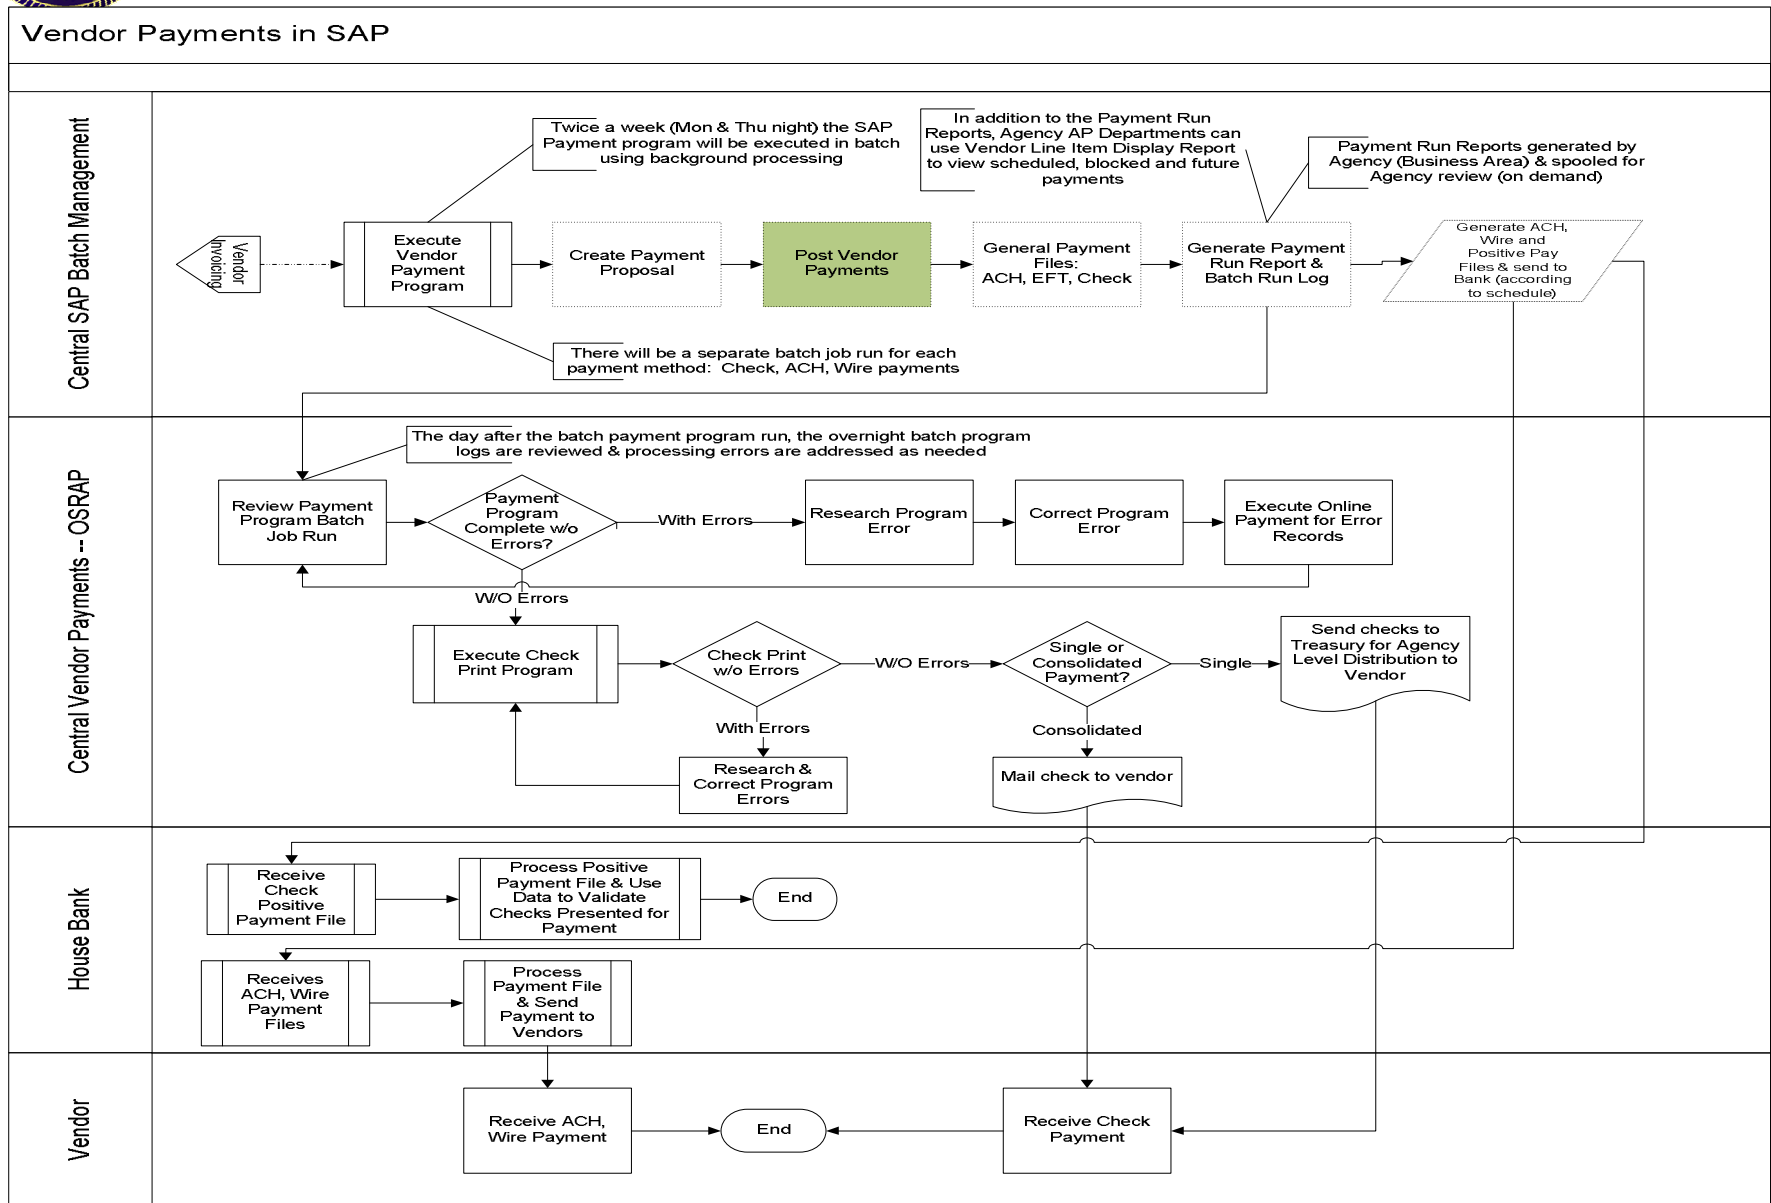 Vendor Payments in SAP
Central SAP Batch Management
Twice a week (Mon & Thu night) the SAP
Payment program will be executed in batch
using background processing
In addition to the Payment Run
Reports, Agency AP Departments can
use Vendor Line Item Display Report
to view scheduled, blocked and future
payments
Payment Run Reports generated by
Agency (Business Area) & spooled for
Agency review (on demand)
Vendor
Invoicing
Execute
Vendor
Payment
Program
Create Payment
Proposal
Post Vendor
Payments
General Payment
Files:
ACH, EFT, Check
Generate Payment
Run Report &
Batch Run Log
Generate ACH,
Wire and
Positive Pay
Files & send to
Bank (according
to schedule)
There will be a separate batch job run for each
payment method: Check, ACH, Wire payments
Central Vendor Payments -- OSRAP
The day after the batch payment program run, the overnight batch program
logs are reviewed & processing errors are addressed as needed
Review Payment
Program Batch
Job Run
Payment
Program
Complete w/o
Errors?
With Errors
Research Program
Error
Correct Program
Error
Execute Online
Payment for Error
Records
W/O Errors
Execute Check
Print Program
Check Print
w/o Errors
W/O Errors
Single or
Consolidated
Payment?
Single
Send checks to
Treasury for Agency
Level Distribution to
Vendor
With Errors
Consolidated
Research &
Correct Program
Errors
Mail check to vendor
House Bank
Receive
Check
Positive
Payment File
Process Positive
Payment File & Use
Data to Validate
Checks Presented for
Payment
End
Receives
ACH, Wire
Payment
Files
Process
Payment File
& Send
Payment to
Vendors
Vendor
Receive ACH,
Wire Payment
End
Receive Check
Payment